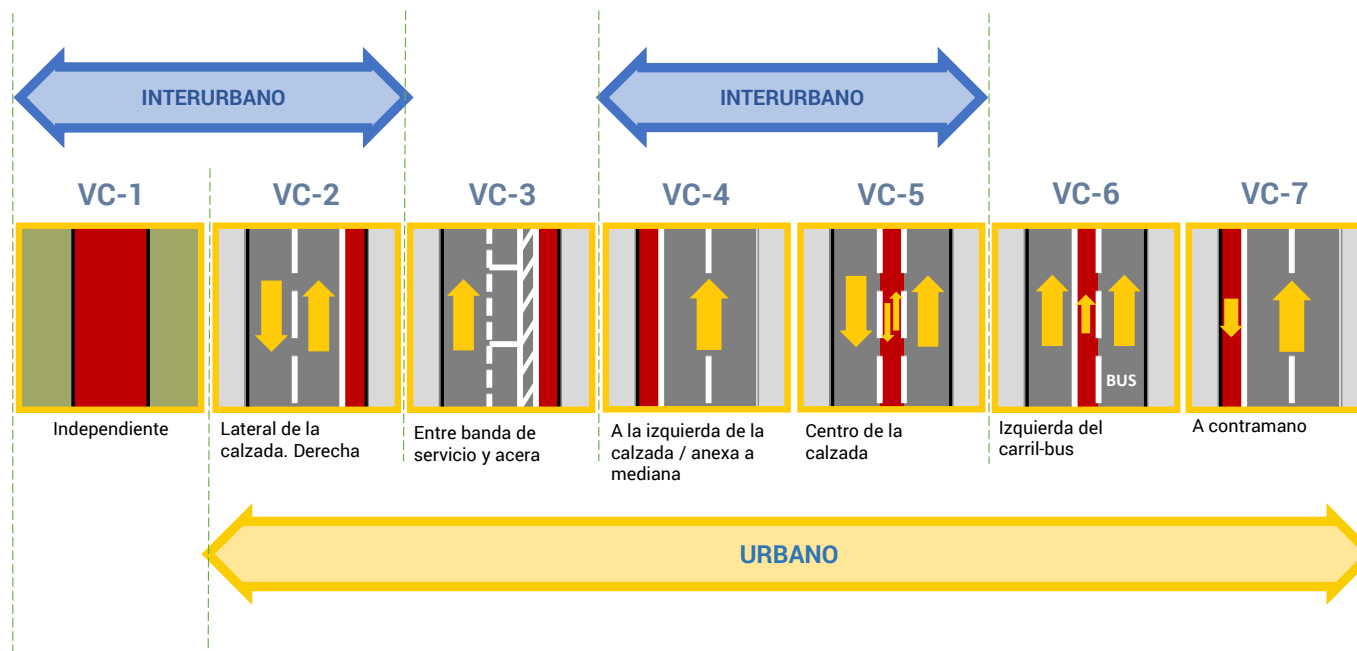 INTERURBANO
INTERURBANO
VC-1
VC-2
VC-3
VC-4
VC-5
VC-6
VC-7
BUS
Independiente
Lateral de la
calzada. Derecha
Entre banda de
servicio y acera
A la izquierda de la
calzada / anexa a
mediana
Centro de la
calzada
Izquierda del
carril-bus
A contramano
URBANO